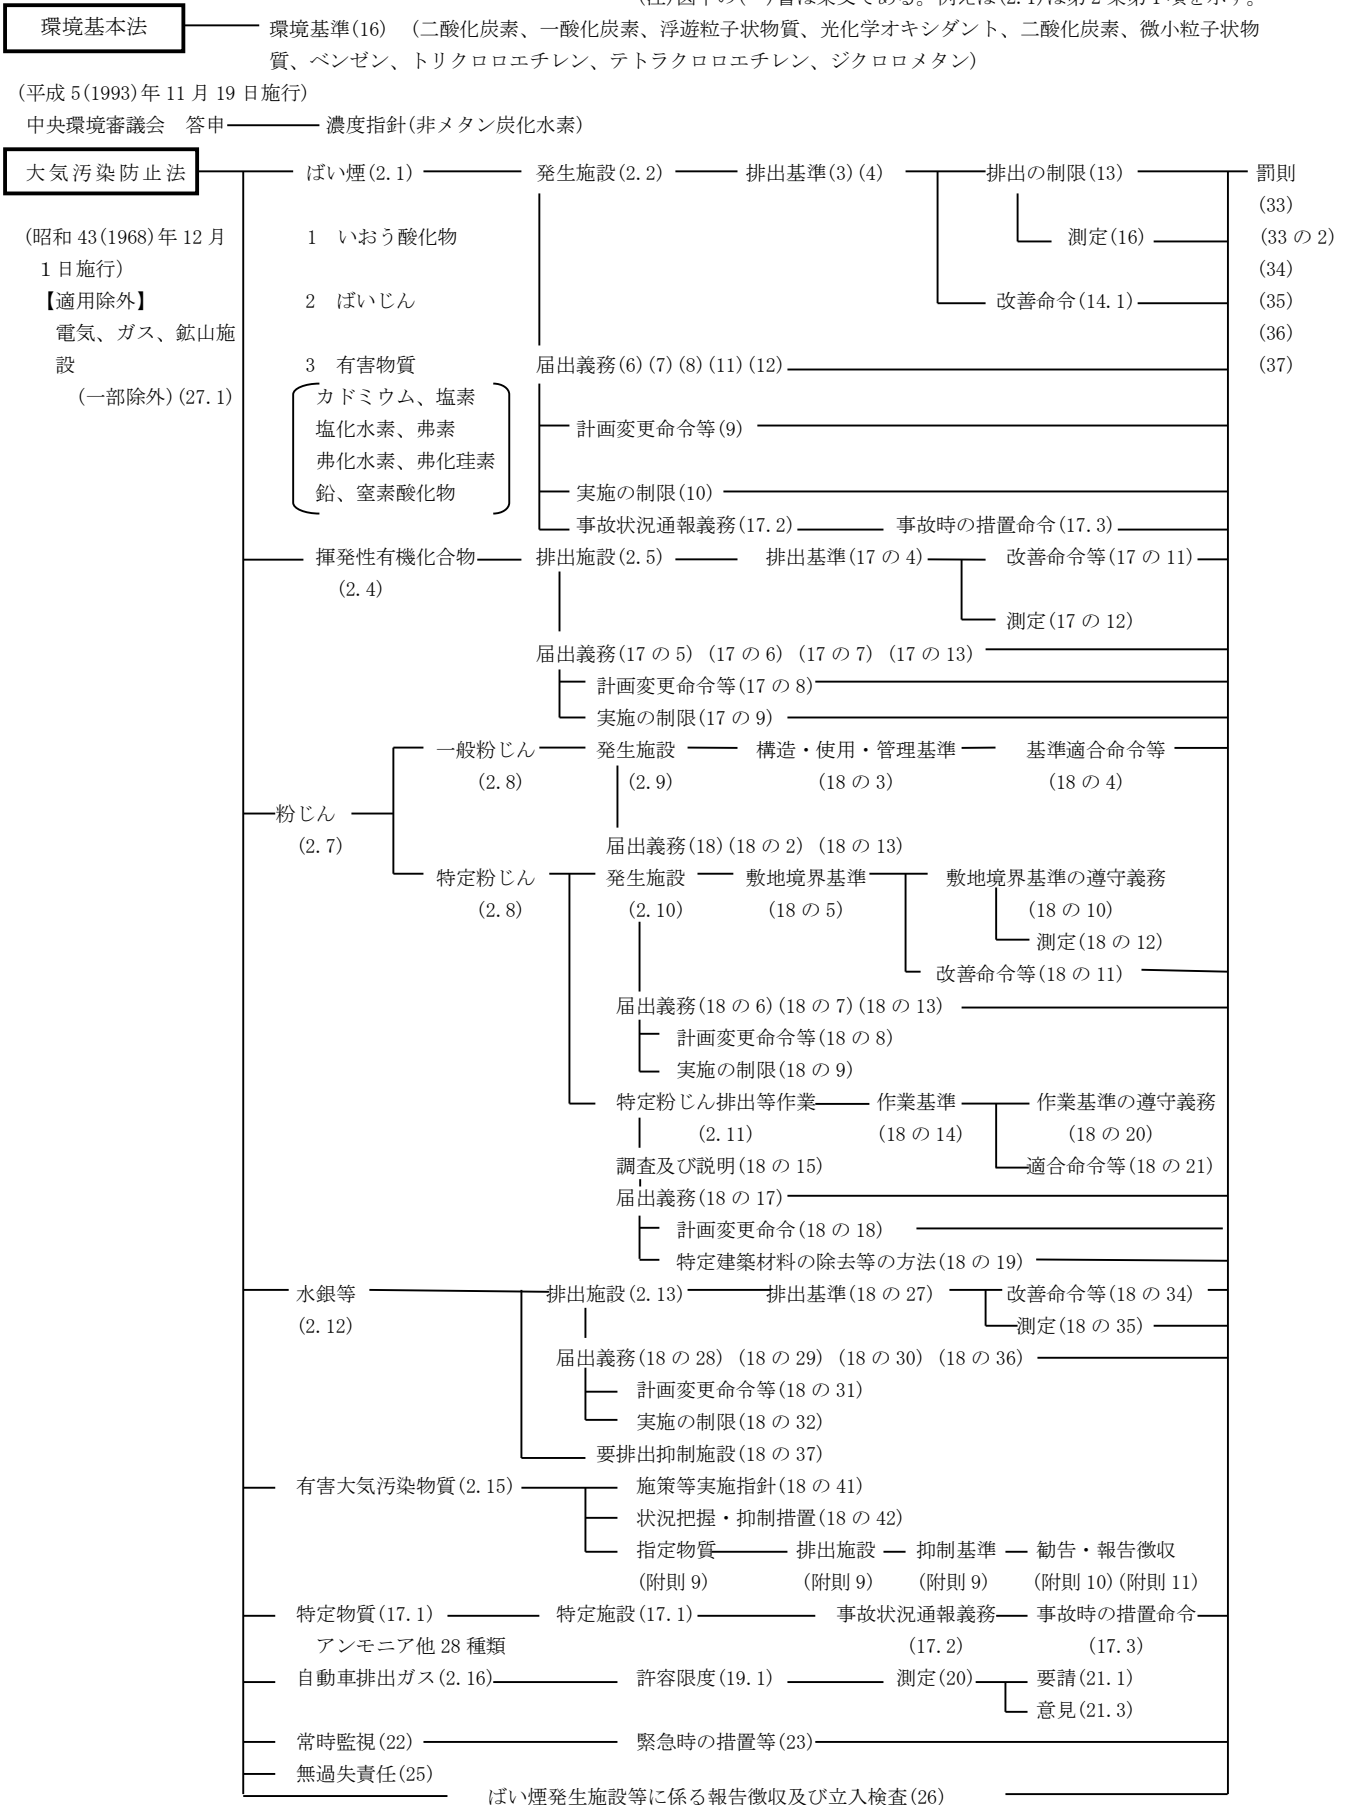 (注)図中の( )書は条文である。例えば(2.1)は第2条第1項を示す。
環境基本法 環境基準(16) (二酸化炭素、一酸化炭素、浮遊粒子状物質、光化学オキシダント、二酸化炭素、微小粒子状物
質、ベンゼン、トリクロロエチレン、テトラクロロエチレン、ジクロロメタン)
(平成5(1993)年11月19日施行)
中央環境審議会 答申 濃度指針(非メタン炭化水素)
大気汚染防止法 ばい煙(2.1) 発生施設(2.2) 排出基準(3)(4) 排出の制限(13) 罰則
(33)
(昭和43(1968)年12月 1 いおう酸化物 測定(16) (33の2)
1日施行) (34)
【適用除外】 2 ばいじん 改善命令(14.1) (35)
電気、ガス、鉱山施 (36)
設 3 有害物質 届出義務(6)(7)(8)(11)(12) (37)
(一部除外)(27.1) カドミウム、塩素
塩化水素、弗素 計画変更命令等(9)
弗化水素、弗化珪素
鉛、窒素酸化物 実施の制限(10)
事故状況通報義務(17.2) 事故時の措置命令(17.3)
揮発性有機化合物 排出施設(2.5) 排出基準(17の4) 改善命令等(17の11)
(2.4)
測定(17の12)
届出義務(17の5) (17の6) (17の7) (17の13)
計画変更命令等(17の8)
実施の制限(17の9)
一般粉じん 発生施設 構造・使用・管理基準 基準適合命令等
(2.8) (2.9) (18の3) (18の4)
粉じん
(2.7) 届出義務(18)(18の2) (18の13)
特定粉じん 発生施設 敷地境界基準 敷地境界基準の遵守義務
(2.8) (2.10) (18の5) (18の10)
測定(18の12)
改善命令等(18の11)
届出義務(18の6)(18の7)(18の13)
計画変更命令等(18の8)
実施の制限(18の9)
特定粉じん排出等作業 作業基準 作業基準の遵守義務
(2.11) (18の14) (18の20)
調査及び説明(18の15) 適合命令等(18の21)
届出義務(18の17)
計画変更命令(18の18)
特定建築材料の除去等の方法(18の19)
水銀等 排出施設(2.13) 排出基準(18の27) 改善命令等(18の34)
(2.12) 測定(18の35)
届出義務(18の28) (18の29) (18の30) (18の36)
計画変更命令等(18の31)
実施の制限(18の32)
要排出抑制施設(18の37)
有害大気汚染物質(2.15) 施策等実施指針(18の41)
状況把握・抑制措置(18の42)
指定物質 排出施設 抑制基準 勧告・報告徴収
(附則9) (附則9) (附則9) (附則10)(附則11)
特定物質(17.1) 特定施設(17.1) 事故状況通報義務 事故時の措置命令
アンモニア他28種類 (17.2) (17.3)
自動車排出ガス(2.16) 許容限度(19.1) 測定(20) 要請(21.1)
意見(21.3)
常時監視(22) 緊急時の措置等(23)
無過失責任(25)
ばい煙発生施設等に係る報告徴収及び立入検査(26)